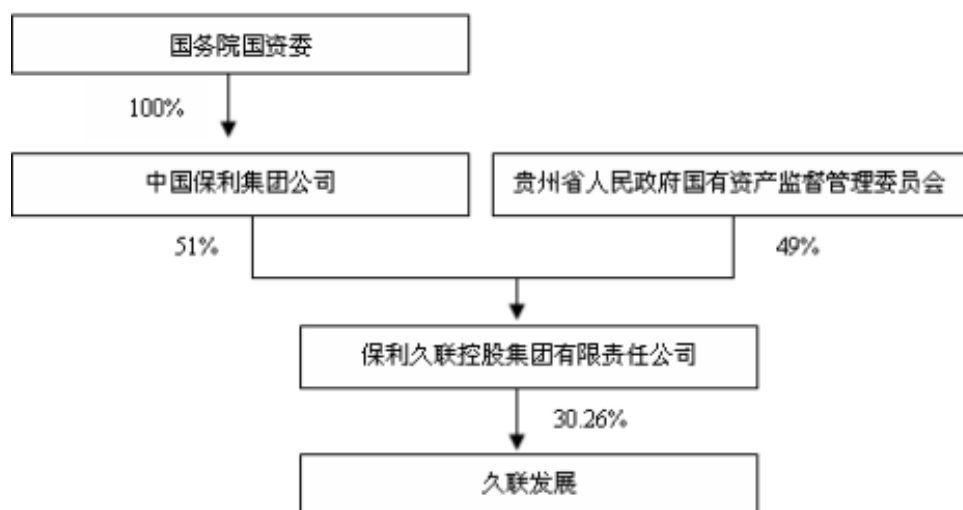 国务院国资委
100%
中国保利集团公司
贵州省人民政府国有资产监督管理委员会
51%
49%
保利久联控股集团有限责任公司
30.26%
久联发展